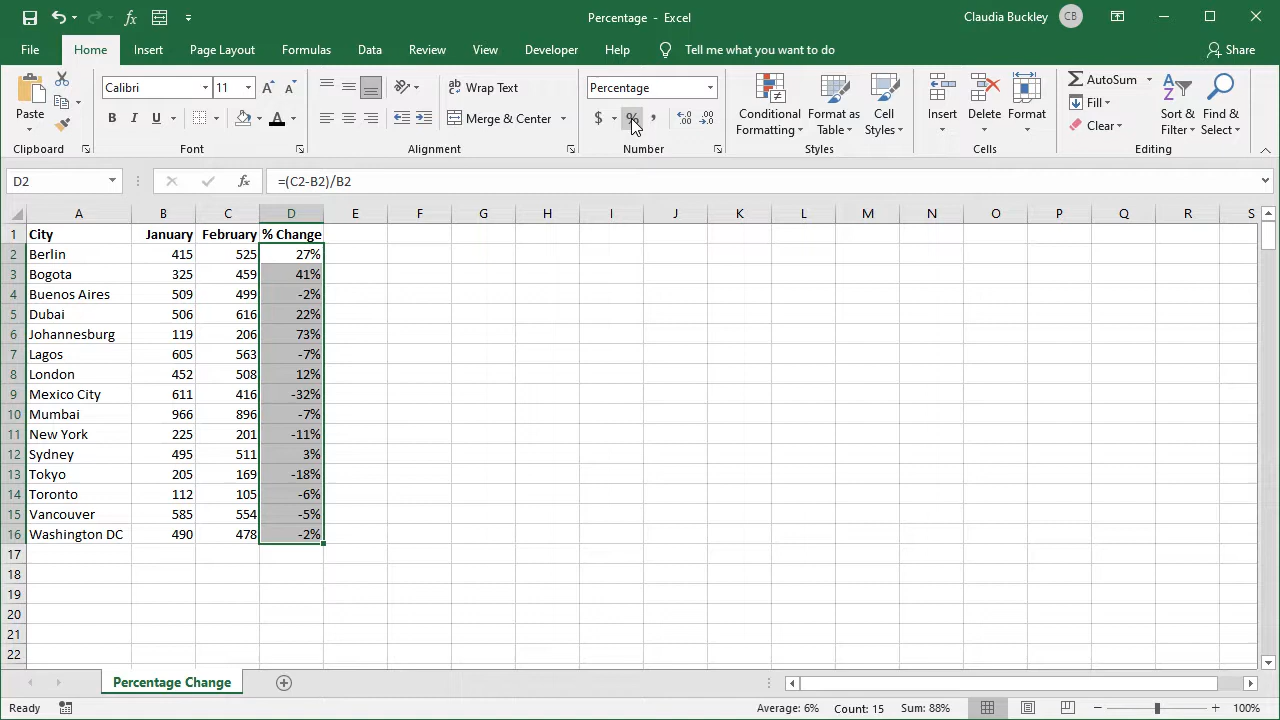 Percentage - Excel
Claudia Buckley CB
File Home Insert Page Layout Formulas Data Review View Developer Help Tell me what you want to do Share
Paste
Clipboard
Calibri 11
B I U A
Font
Wrap Text
Merge & Center
Alignment
Percentage
$ % ,
Number
Conditional Formatting
Format as Table
Cell Styles
Styles
Insert Delete Format
Cells
AutoSum
Fill
Clear
Sort & Filter
Find & Select
Editing
D2 fx =(C2-B2)/B2
A B C D E F G H I J K L M N O P Q R S
1 City January February % Change
2 Berlin 415 525 27%
3 Bogota 325 459 41%
4 Buenos Aires 509 499 -2%
5 Dubai 506 616 22%
6 Johannesburg 119 206 73%
7 Lagos 605 563 -7%
8 London 452 508 12%
9 Mexico City 611 416 -32%
10 Mumbai 966 896 -7%
11 New York 225 201 -11%
12 Sydney 495 511 3%
13 Tokyo 205 169 -18%
14 Toronto 112 105 -6%
15 Vancouver 585 554 -5%
16 Washington DC 490 478 -2%
17
18
19
20
21
22
Percentage Change
Ready Average: 6% Count: 15 Sum: 88% 100%